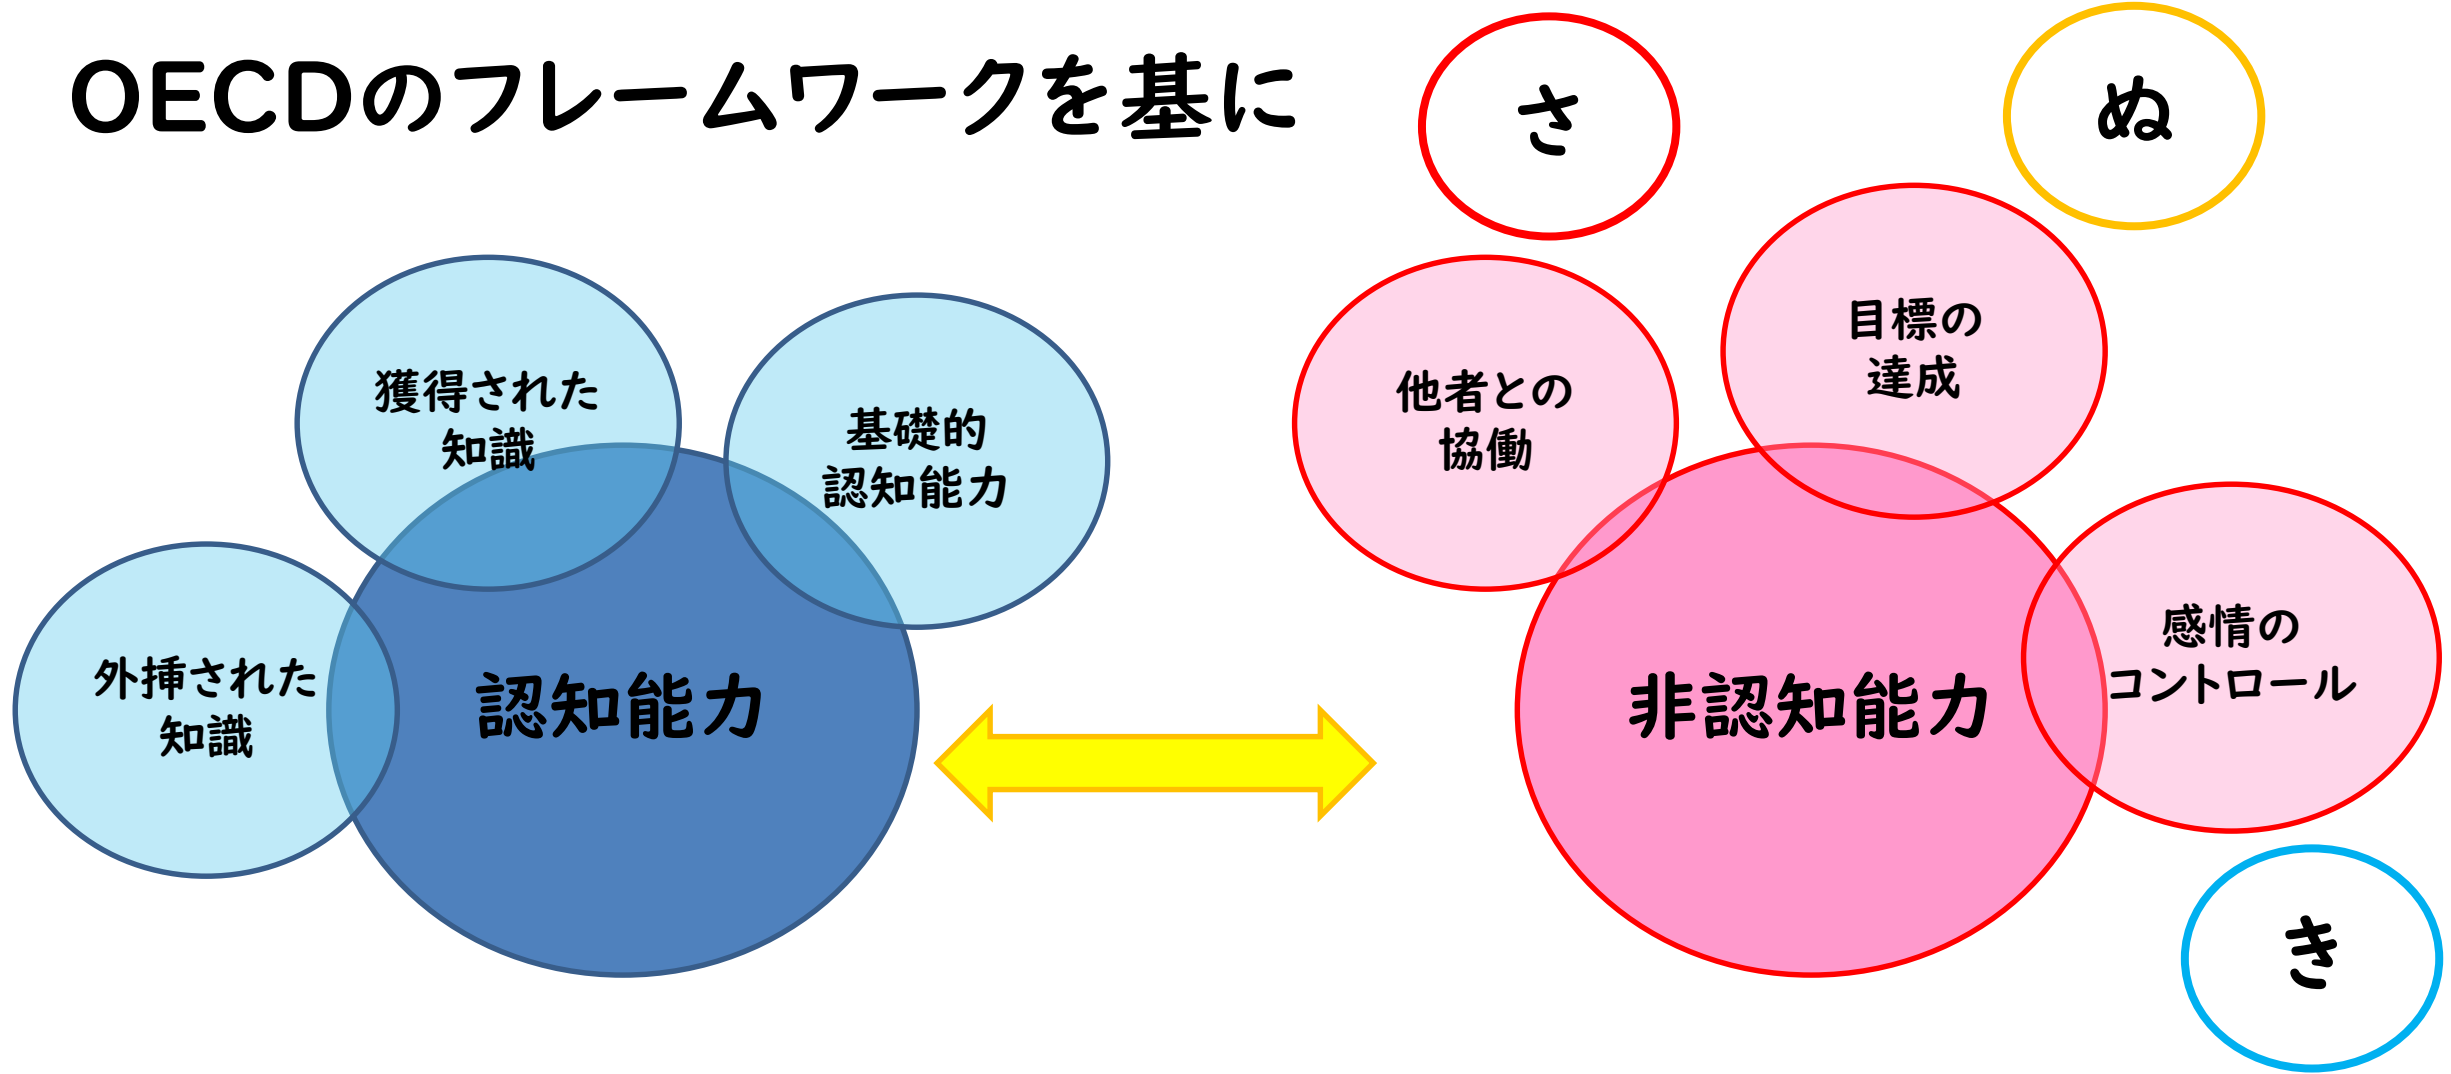 OECDのフレームワークを基に
さ
ぬ
獲得された
知識
基礎的
認知能力
外挿された
知識
認知能力
他者との
協働
目標の
達成
感情の
コントロール
非認知能力
き